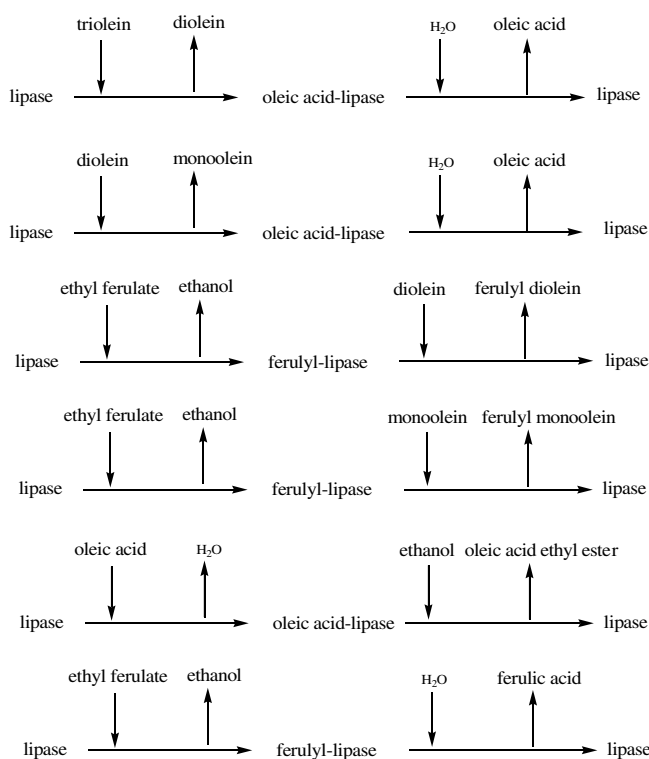 triolein diolein H₂O oleic acid
lipase oleic acid-lipase lipase
diolein monoolein H₂O oleic acid
lipase oleic acid-lipase lipase
ethyl ferulate ethanol diolein ferulyl diolein
lipase ferulyl-lipase lipase
ethyl ferulate ethanol monoolein ferulyl monoolein
lipase ferulyl-lipase lipase
oleic acid H₂O ethanol oleic acid ethyl ester
lipase oleic acid-lipase lipase
ethyl ferulate ethanol H₂O ferulic acid
lipase ferulyl-lipase lipase